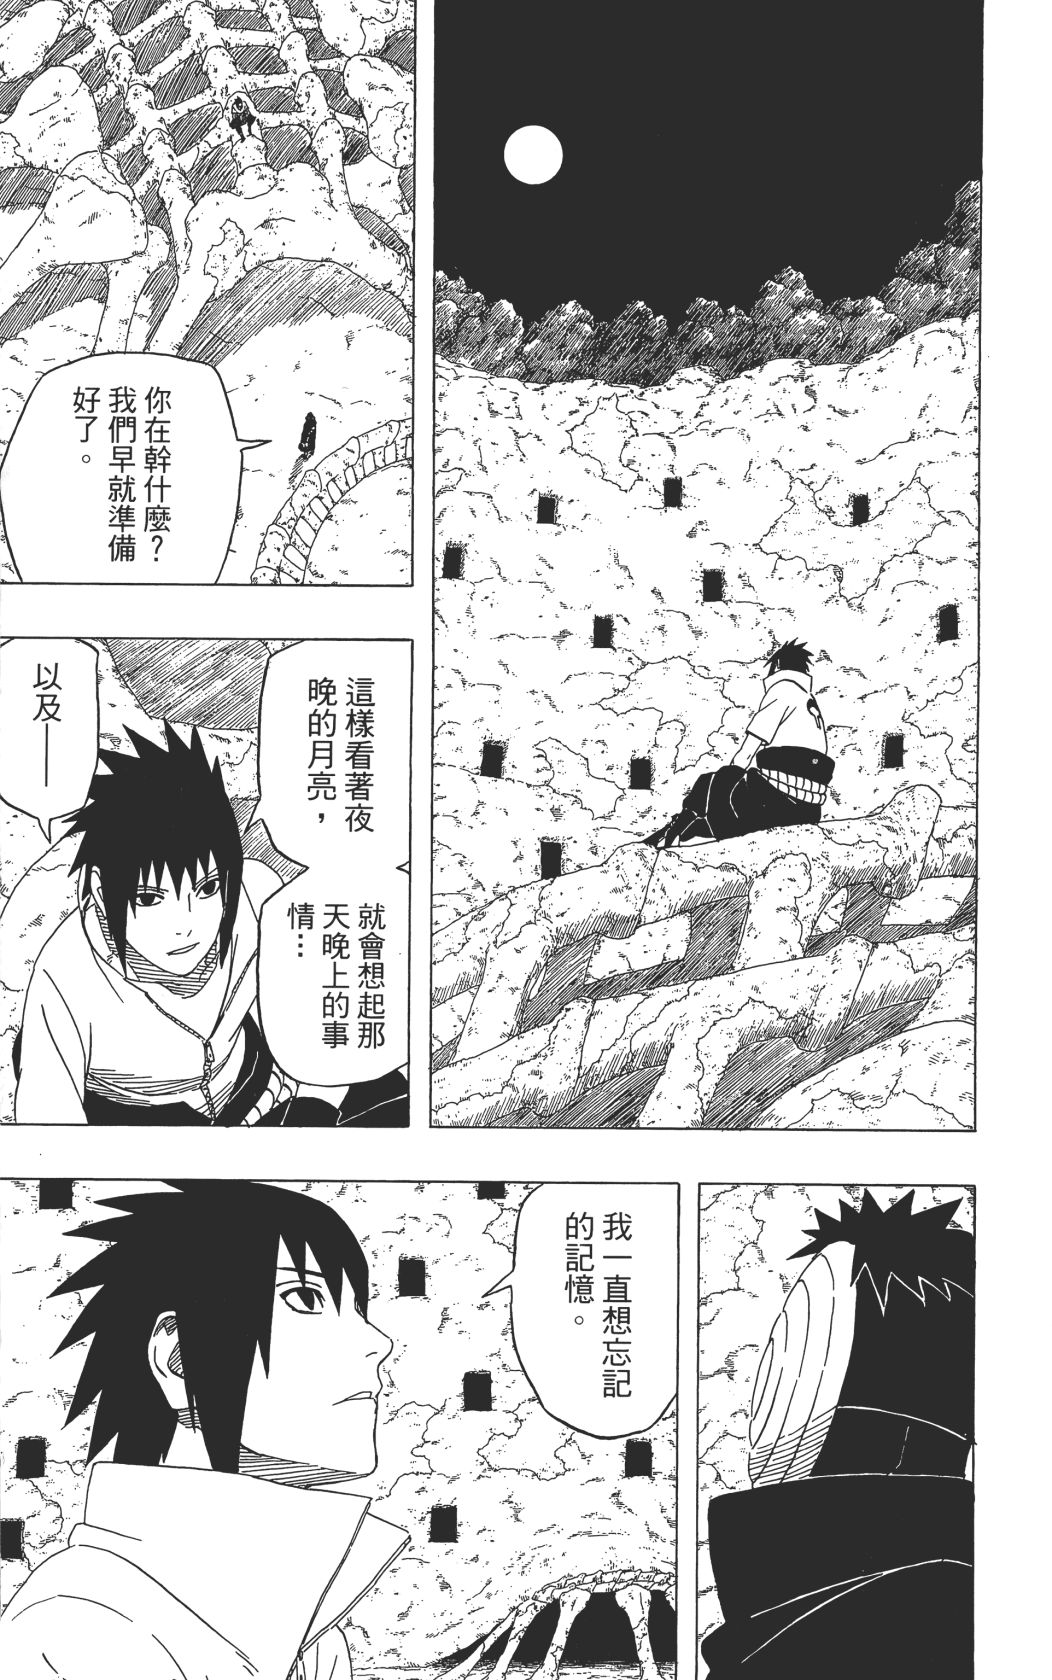 你在幹什麼？
我們早就準備
好了。
這樣看著夜
晚的月亮，
就會想起那
天晚上的事
情…
以及──
我一直想忘記
的記憶。